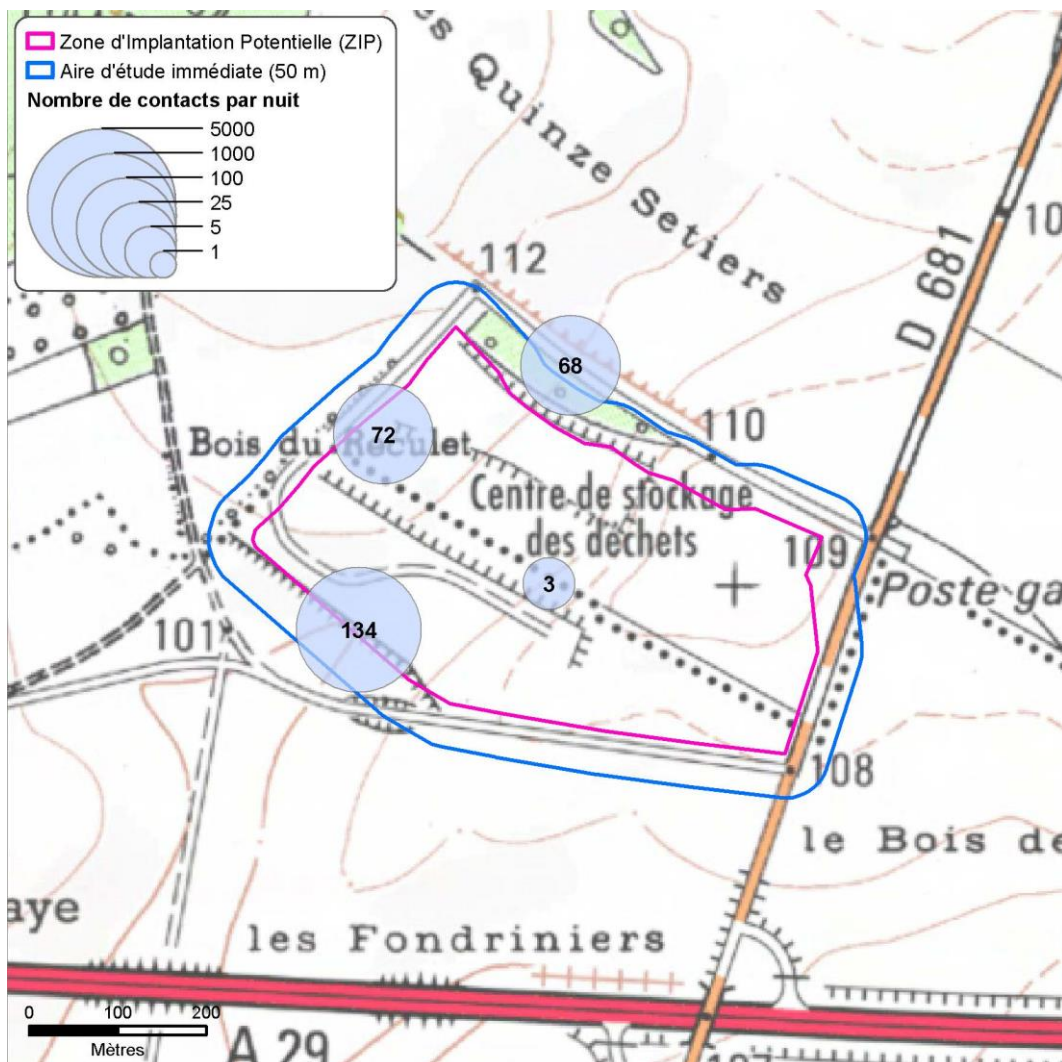 Zone d'Implantation Potentielle (ZIP)
Aire d'étude immédiate (50 m)
Nombre de contacts par nuit
5000
1000
100
25
5
1
es Quinze Setiers
10
112
D 681
68
72
Bois du Reculet
110
Centre de stockage
des déchets
109
Poste ga
3
134
101
108
le Bois de
aye
les Fondriniers
0 100 200
Mètres
A 29